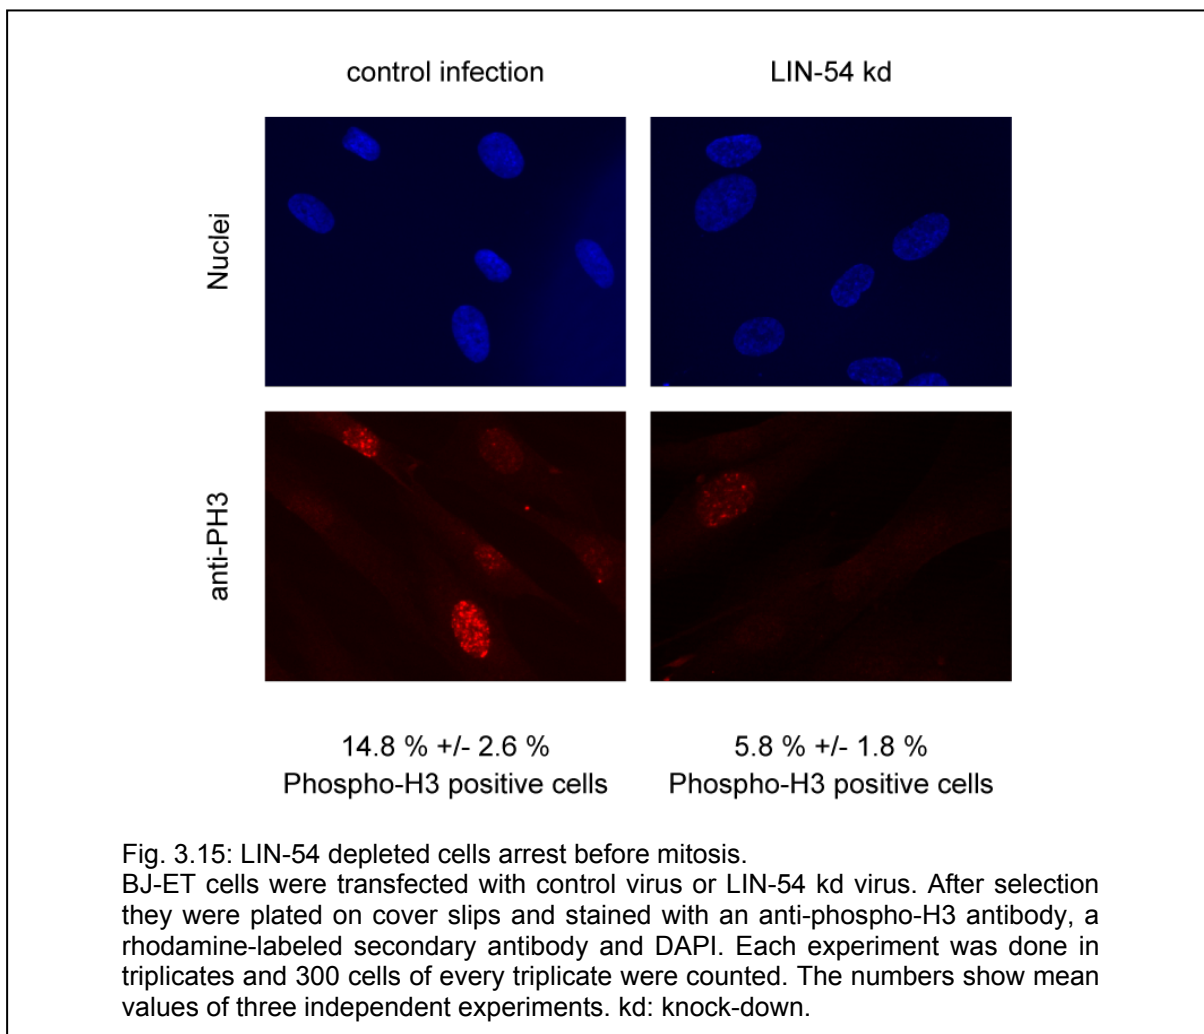 control infection
LIN-54 kd
Nuclei
anti-PH3
14.8 % +/- 2.6 %
Phospho-H3 positive cells
5.8 % +/- 1.8 %
Phospho-H3 positive cells
Fig. 3.15: LIN-54 depleted cells arrest before mitosis.
BJ-ET cells were transfected with control virus or LIN-54 kd virus. After selection
they were plated on cover slips and stained with an anti-phospho-H3 antibody, a
rhodamine-labeled secondary antibody and DAPI. Each experiment was done in
triplicates and 300 cells of every triplicate were counted. The numbers show mean
values of three independent experiments. kd: knock-down.